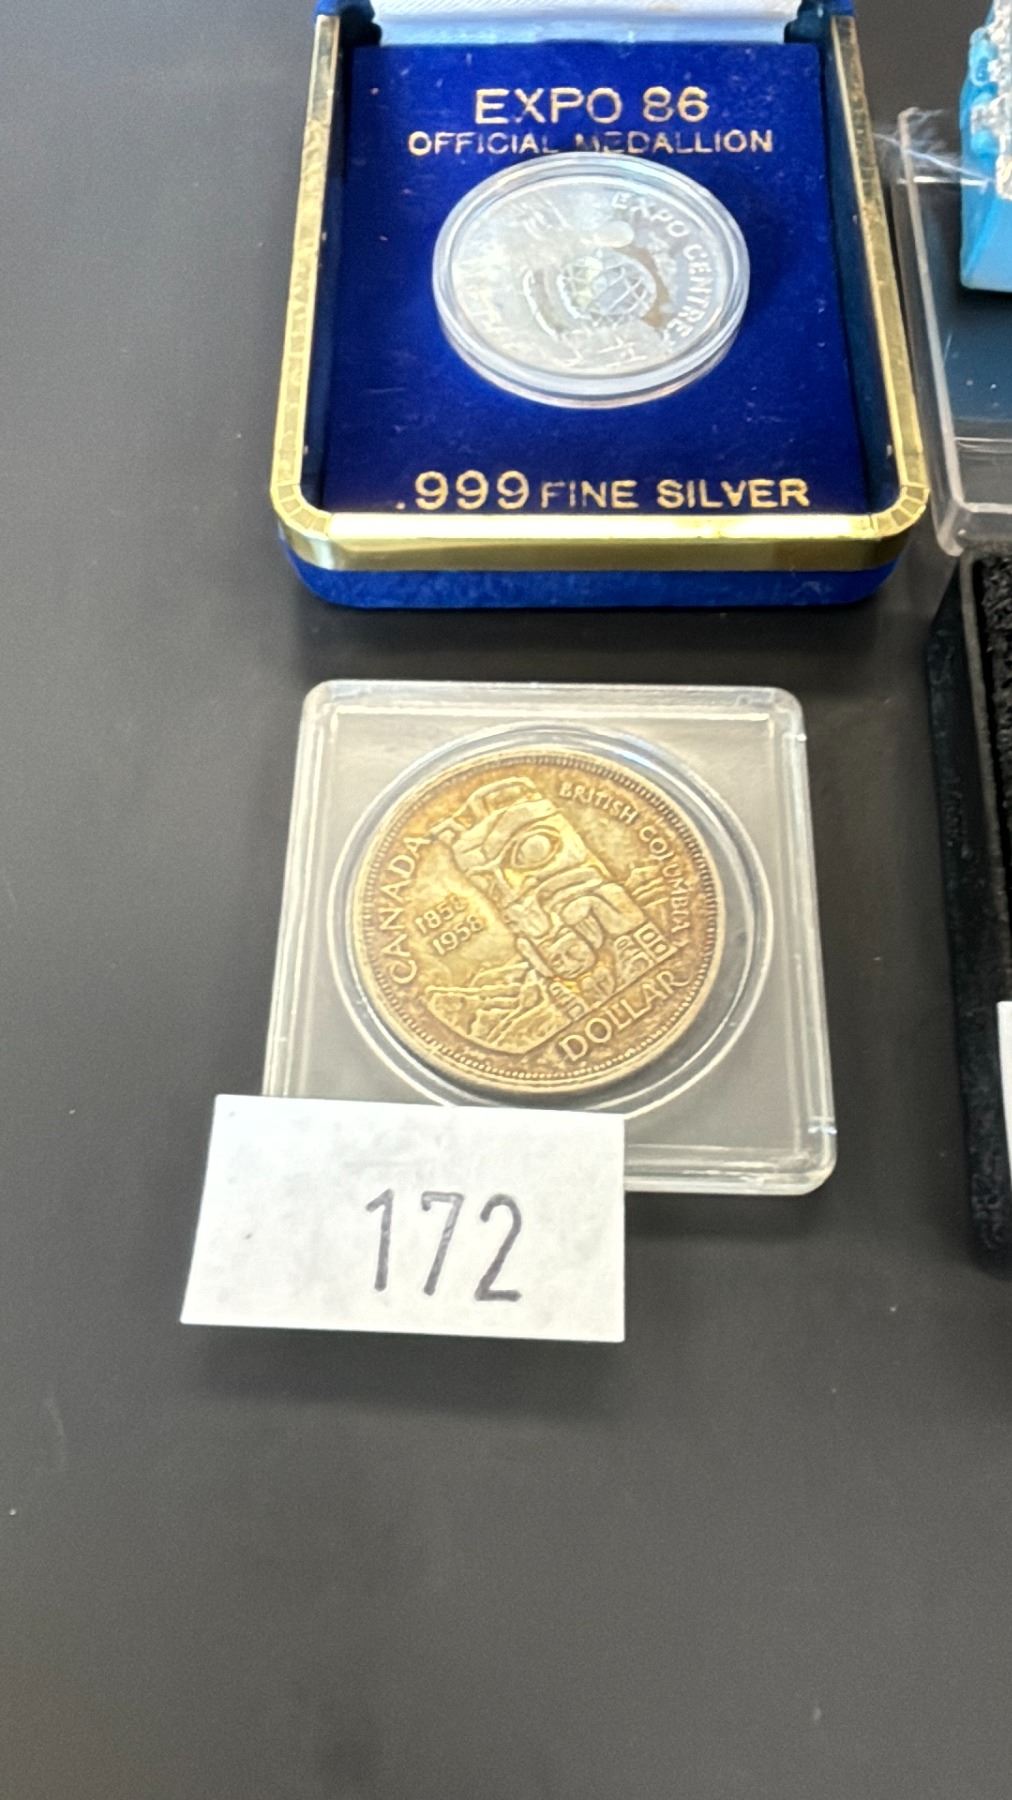 EXPO 86
OFFICIAL MEDALLION
EXPO CENTRE
.999 FINE SILVER
CANADA
BRITISH COLUMBIA
1858
1958
DOLLAR
172